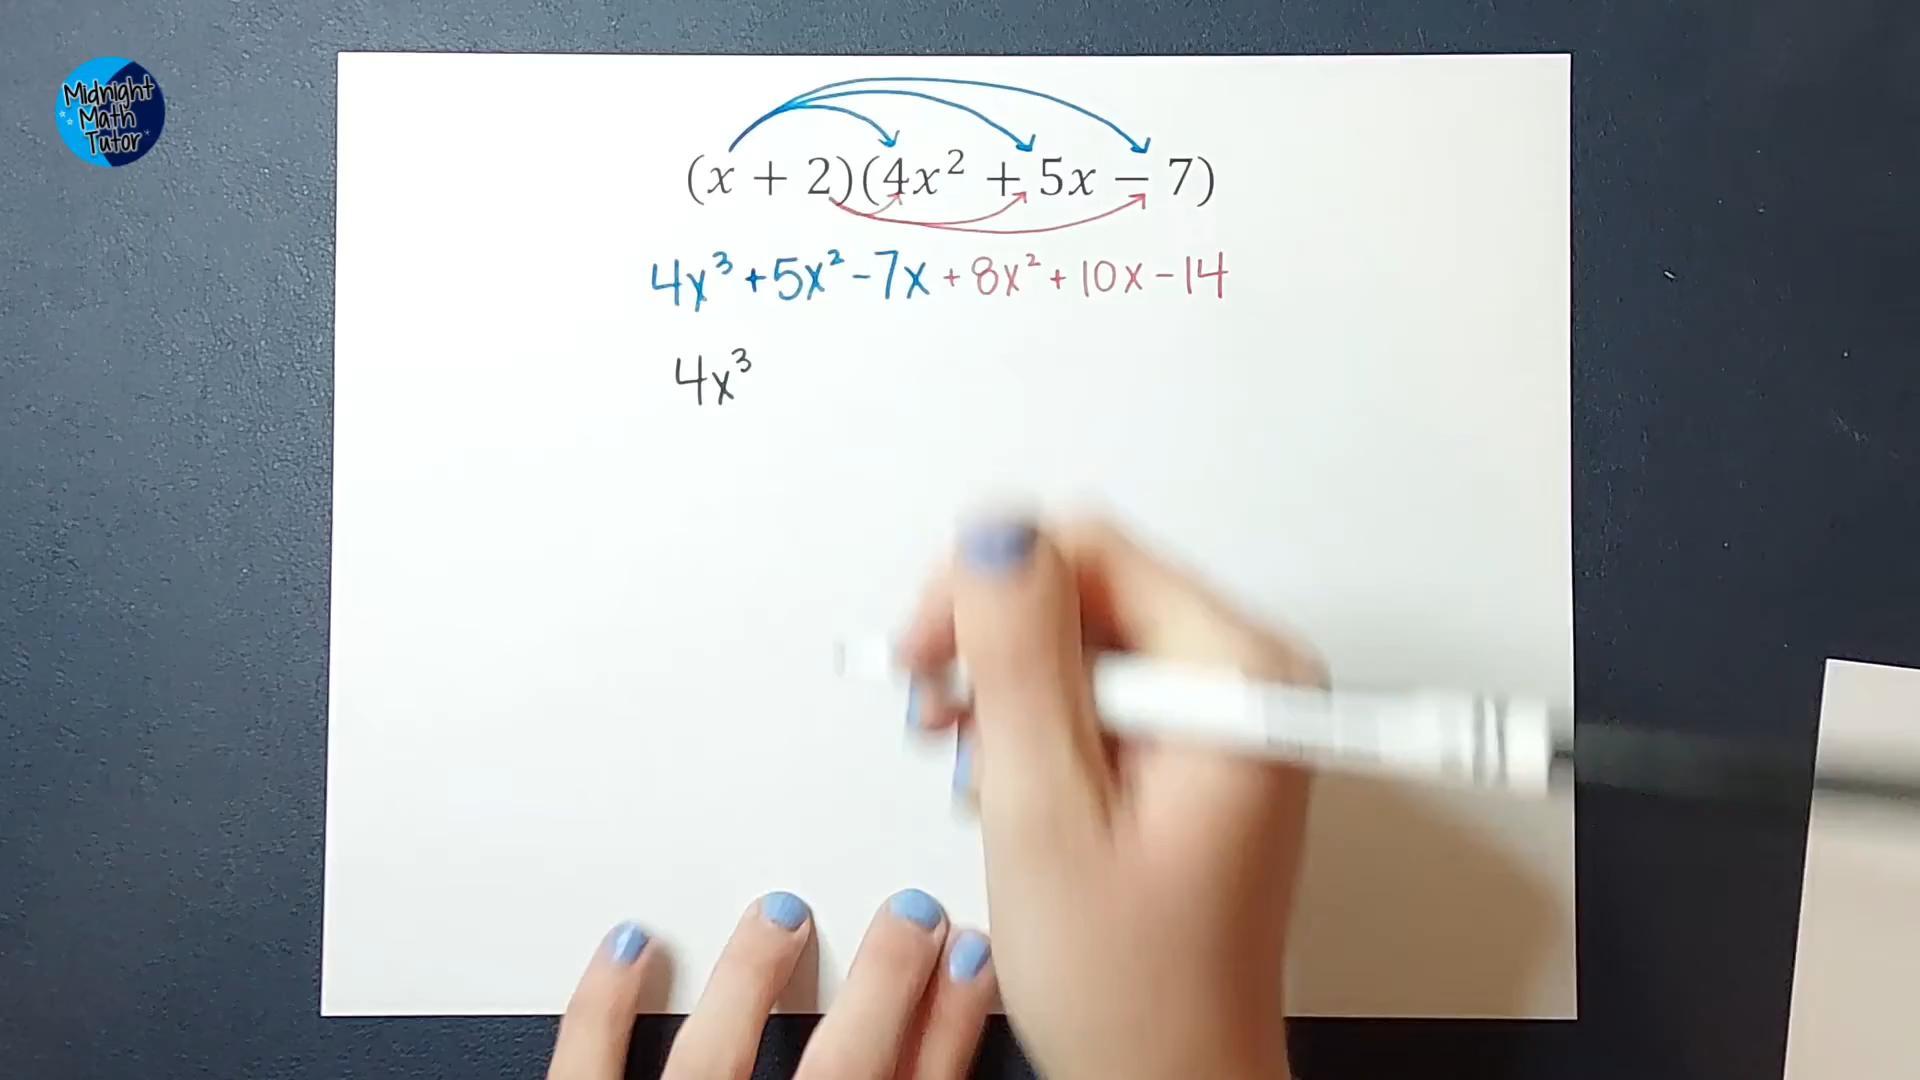 Midnight
Math
Tutor
(x + 2)(4x² + 5x − 7)
4x³ + 5x² - 7x + 8x² + 10x - 14
4x³